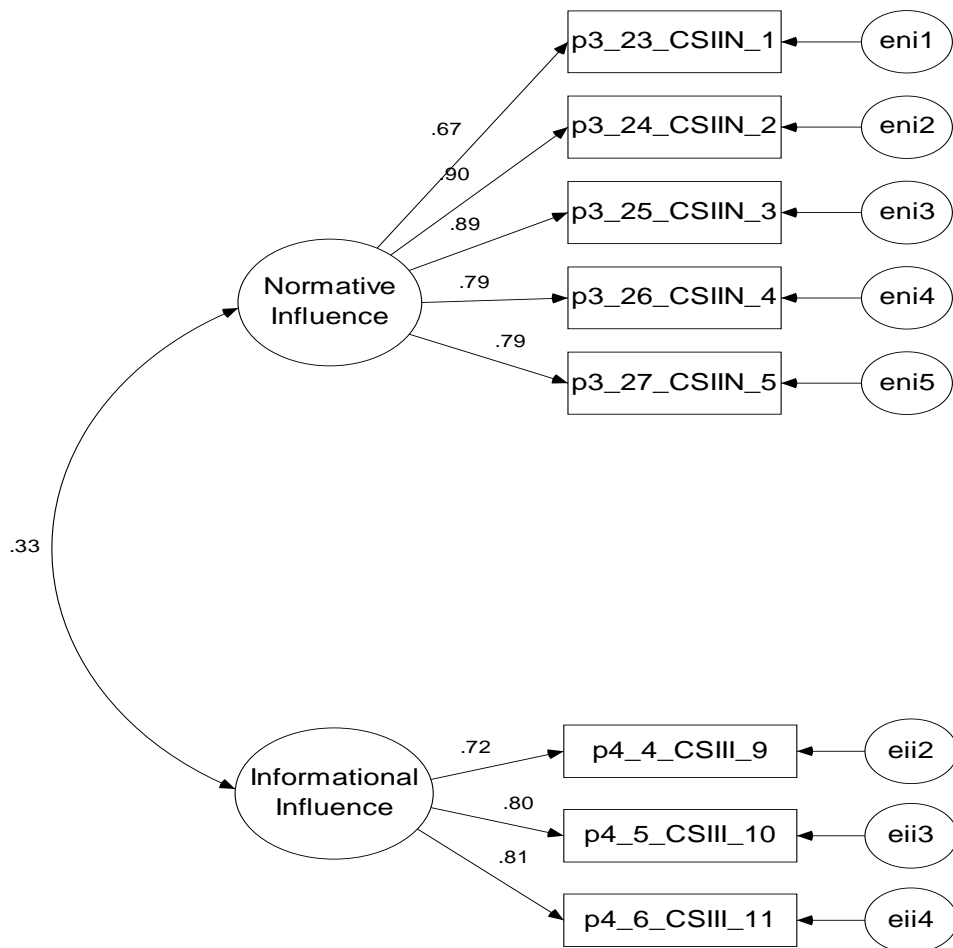 p3_23_CSIIN_1
eni1
.67
p3_24_CSIIN_2
eni2
.90
p3_25_CSIIN_3
eni3
.89
Normative
Influence
.79
p3_26_CSIIN_4
eni4
.79
p3_27_CSIIN_5
eni5
.33
Informational
Influence
.72
p4_4_CSIII_9
eii2
.80
p4_5_CSIII_10
eii3
.81
p4_6_CSIII_11
eii4